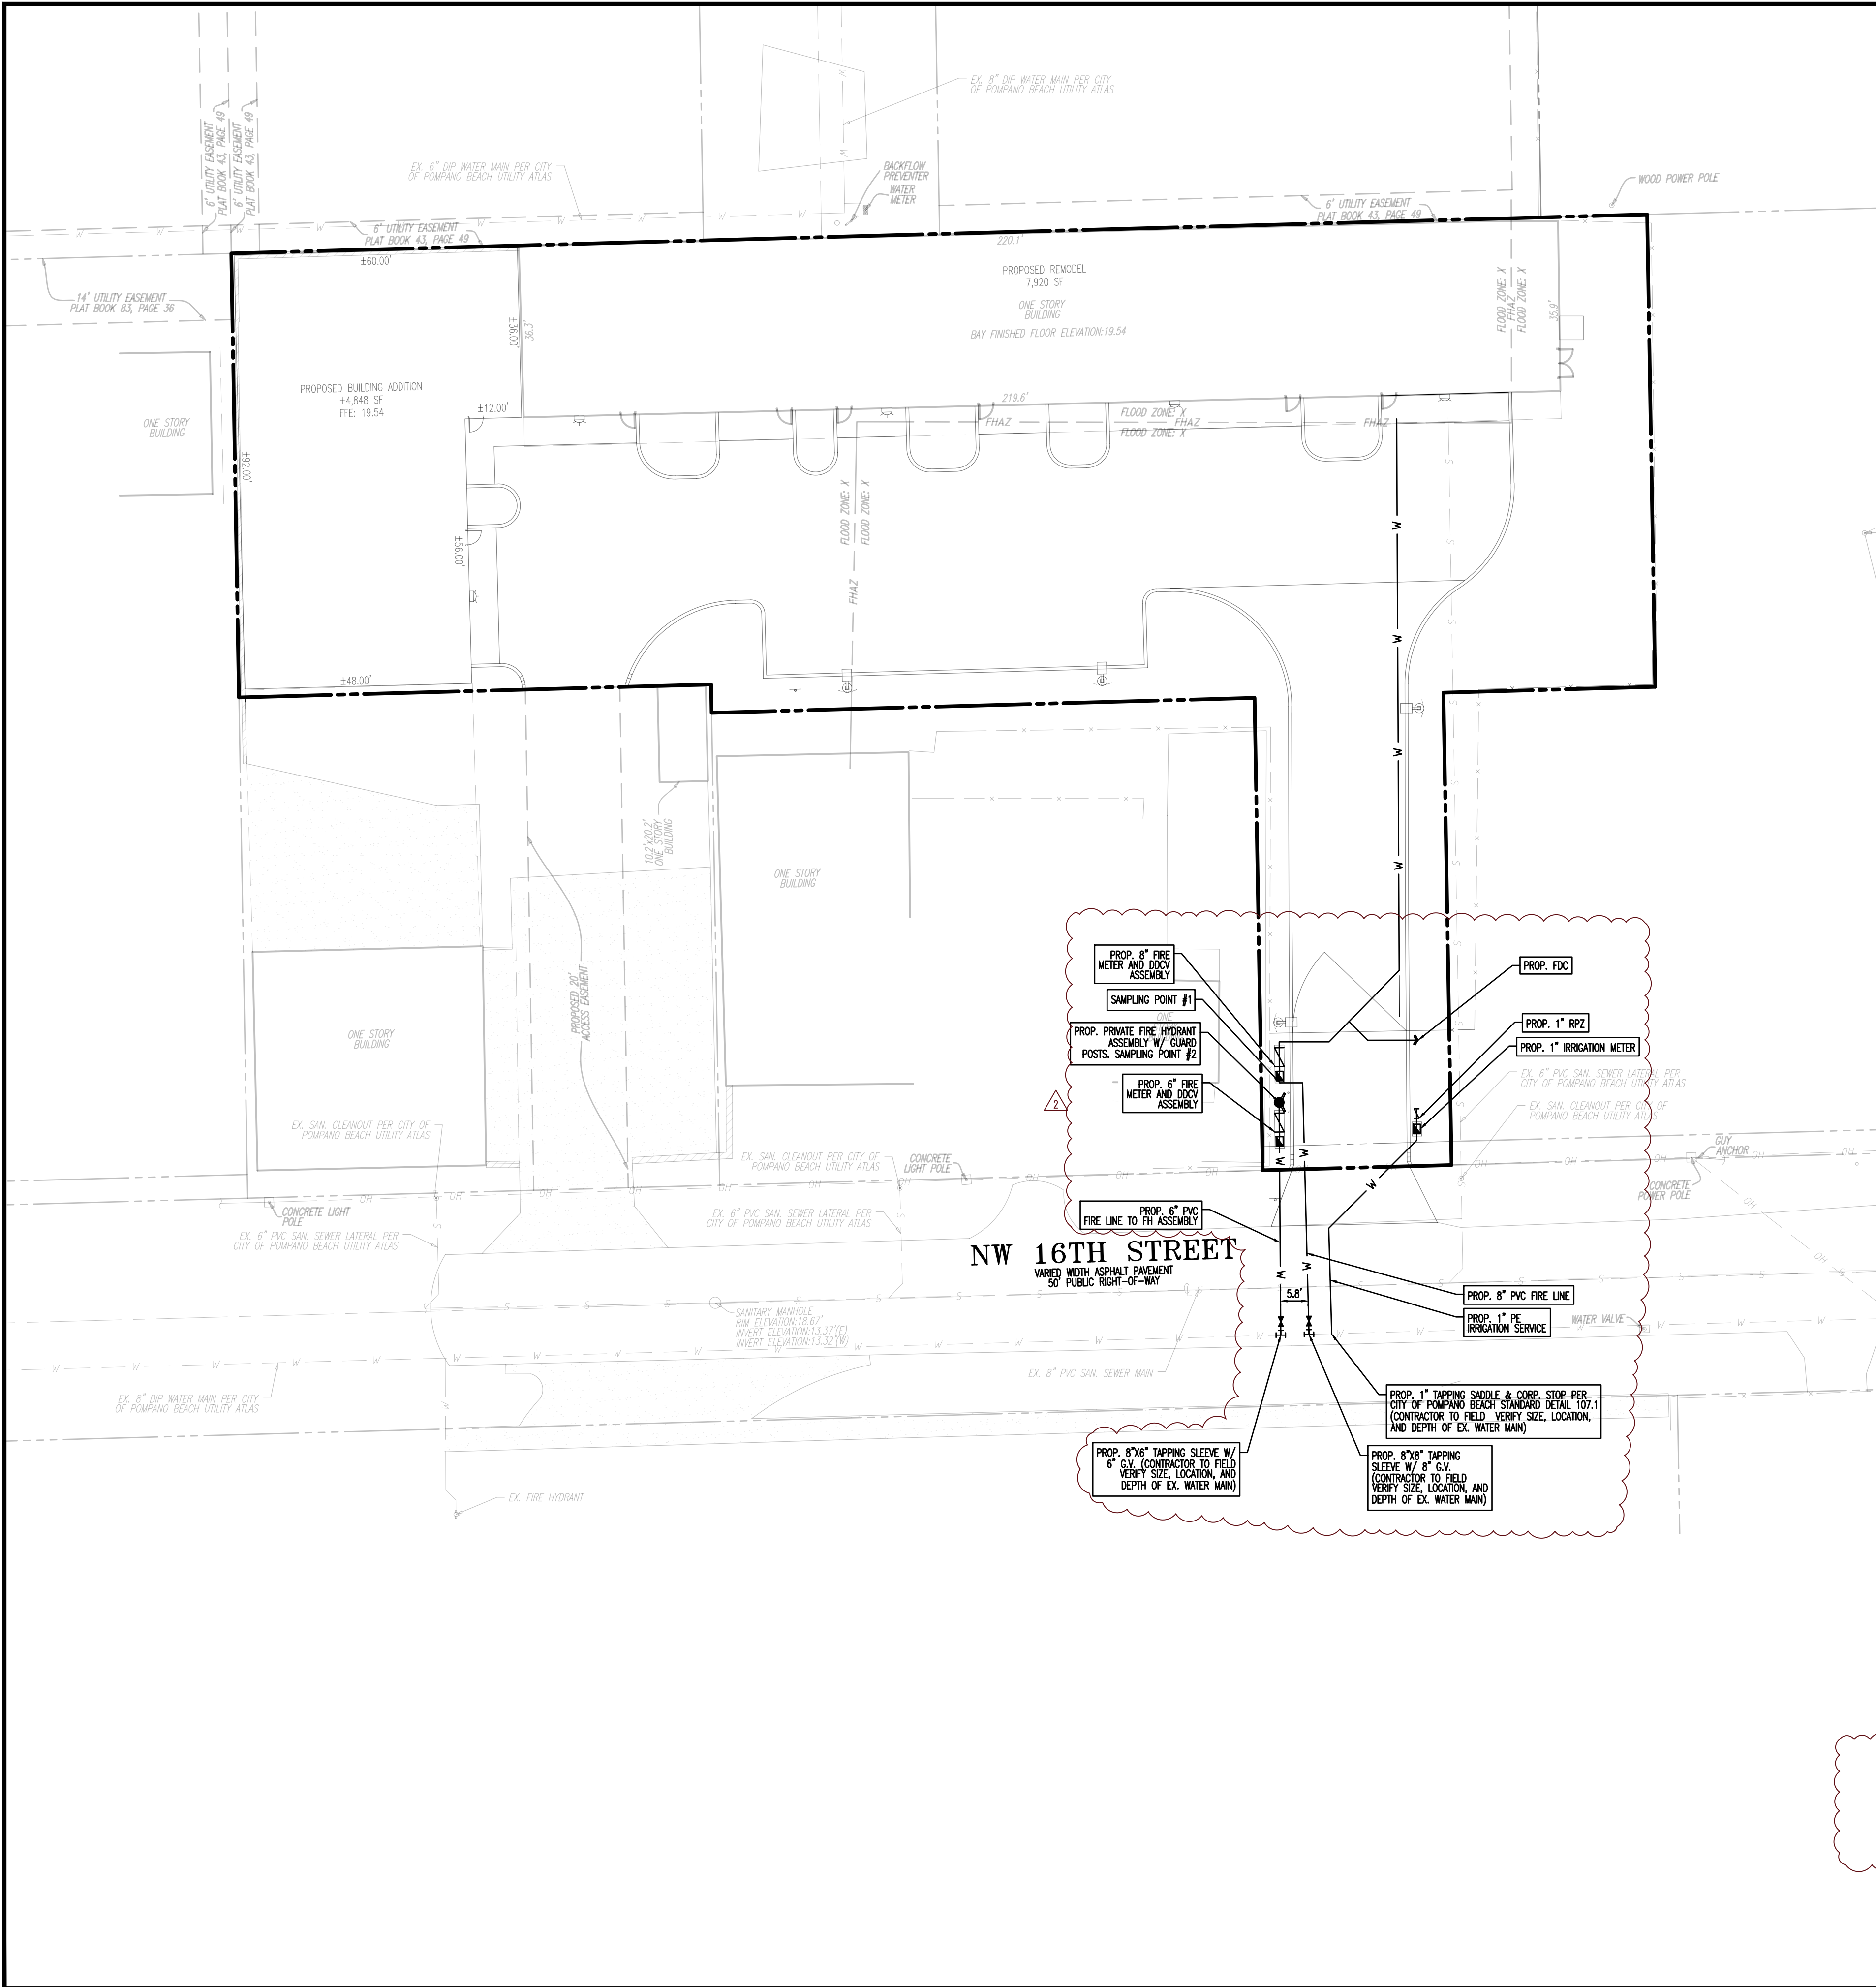 EX. 8" DIP WATER MAIN PER CITY
OF POMPANO BEACH UTILITY ATLAS
6' UTILITY EASEMENT
PLAT BOOK 43, PAGE 49
6' UTILITY EASEMENT
PLAT BOOK 43, PAGE 49
EX. 6" DIP WATER MAIN PER CITY
OF POMPANO BEACH UTILITY ATLAS
BACKFLOW
PREVENTER
WATER
METER
WOOD POWER POLE
6' UTILITY EASEMENT
PLAT BOOK 43, PAGE 49
6' UTILITY EASEMENT
PLAT BOOK 43, PAGE 49
14' UTILITY EASEMENT
PLAT BOOK 83, PAGE 36
±60.00'
220.1'
PROPOSED REMODEL
7,920 SF
ONE STORY
BUILDING
BAY FINISHED FLOOR ELEVATION:19.54
FLOOD ZONE: X
FHAZ
FLOOD ZONE: X
35.9'
±36.00'
36.3'
PROPOSED BUILDING ADDITION
±4,848 SF
FFE: 19.54
±12.00'
219.6'
FLOOD ZONE: X
FHAZ
FHAZ
FHAZ
FLOOD ZONE: X
ONE STORY
BUILDING
±92.00'
±56.00'
FLOOD ZONE: X
FLOOD ZONE: X
FHAZ
±48.00'
10.2'x20.2'
ONE STORY
BUILDING
ONE STORY
BUILDING
PROPOSED 20'
ACCESS EASEMENT
ONE STORY
BUILDING
PROP. 8" FIRE
METER AND DDCV
ASSEMBLY
SAMPLING POINT #1
ONE
PROP. PRIVATE FIRE HYDRANT
ASSEMBLY W/ GUARD
POSTS. SAMPLING POINT #2
PROP. 6" FIRE
METER AND DDCV
ASSEMBLY
2
PROP. FDC
PROP. 1" RPZ
PROP. 1" IRRIGATION METER
EX. 6" PVC SAN. SEWER LATERAL PER
CITY OF POMPANO BEACH UTILITY ATLAS
EX. SAN. CLEANOUT PER CITY OF
POMPANO BEACH UTILITY ATLAS
EX. SAN. CLEANOUT PER CITY OF
POMPANO BEACH UTILITY ATLAS
EX. SAN. CLEANOUT PER CITY OF
POMPANO BEACH UTILITY ATLAS
CONCRETE
LIGHT POLE
GUY
ANCHOR
CONCRETE
POWER POLE
CONCRETE LIGHT
POLE
EX. 6" PVC SAN. SEWER LATERAL PER
CITY OF POMPANO BEACH UTILITY ATLAS
EX. 6" PVC SAN. SEWER LATERAL PER
CITY OF POMPANO BEACH UTILITY ATLAS
PROP. 6" PVC
FIRE LINE TO FH ASSEMBLY
NW 16TH STREET
VARIED WIDTH ASPHALT PAVEMENT
50' PUBLIC RIGHT-OF-WAY
5.8'
PROP. 8" PVC FIRE LINE
PROP. 1" PE
IRRIGATION SERVICE
WATER VALVE
SANITARY MANHOLE
RIM ELEVATION:18.67'
INVERT ELEVATION:13.37'(E)
INVERT ELEVATION:13.32'(W)
EX. 8" PVC SAN. SEWER MAIN
EX. 8" DIP WATER MAIN PER CITY
OF POMPANO BEACH UTILITY ATLAS
PROP. 1" TAPPING SADDLE & CORP. STOP PER
CITY OF POMPANO BEACH STANDARD DETAIL 107.1
(CONTRACTOR TO FIELD VERIFY SIZE, LOCATION,
AND DEPTH OF EX. WATER MAIN)
PROP. 8"X6" TAPPING SLEEVE W/
6" G.V. (CONTRACTOR TO FIELD
VERIFY SIZE, LOCATION, AND
DEPTH OF EX. WATER MAIN)
PROP. 8"X8" TAPPING
SLEEVE W/ 8" G.V.
(CONTRACTOR TO FIELD
VERIFY SIZE, LOCATION, AND
DEPTH OF EX. WATER MAIN)
EX. FIRE HYDRANT